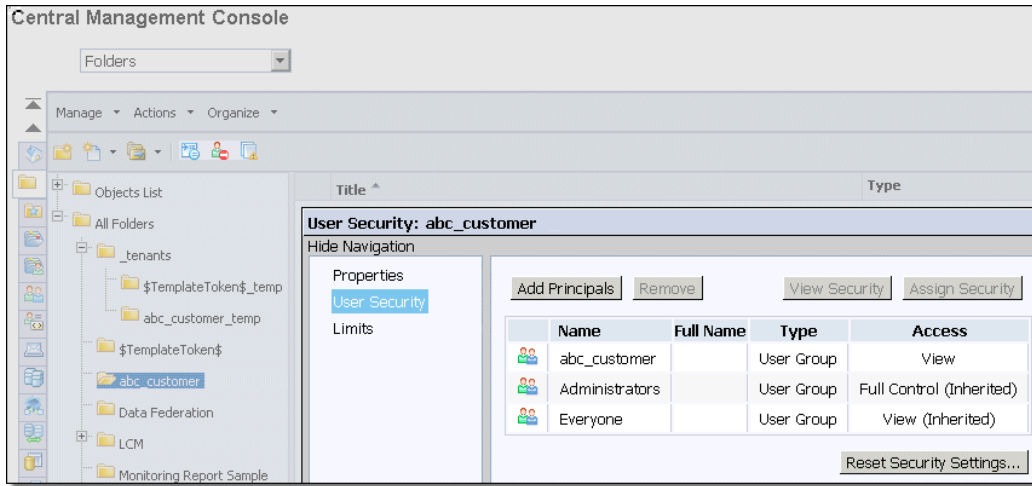 Central Management Console
Folders
Manage Actions Organize
Title Type
Objects List
All Folders
_tenants
$TemplateToken$_temp
abc_customer_temp
$TemplateToken$
abc_customer
Data Federation
LCM
Monitoring Report Sample
User Security: abc_customer
Hide Navigation
Properties
User Security
Limits
Add Principals Remove View Security Assign Security
Name Full Name Type Access
abc_customer User Group View
Administrators User Group Full Control (Inherited)
Everyone User Group View (Inherited)
Reset Security Settings...